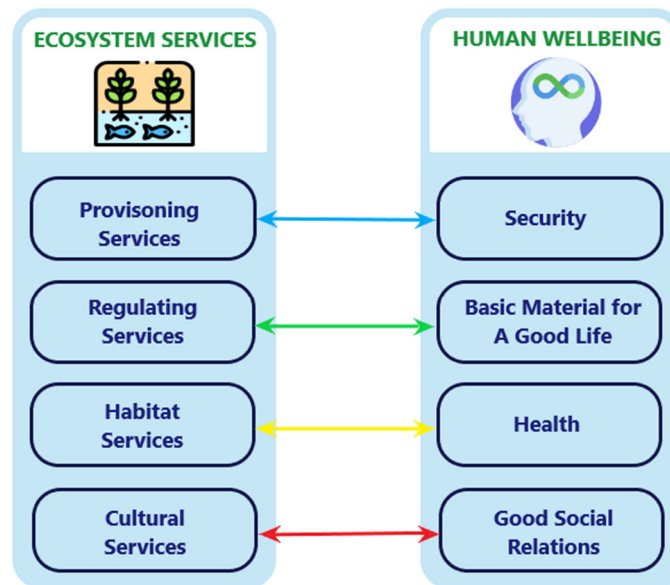 ECOSYSTEM SERVICES
HUMAN WELLBEING
Provisoning
Services
Security
Regulating
Services
Basic Material for
A Good Life
Habitat
Services
Health
Cultural
Services
Good Social
Relations